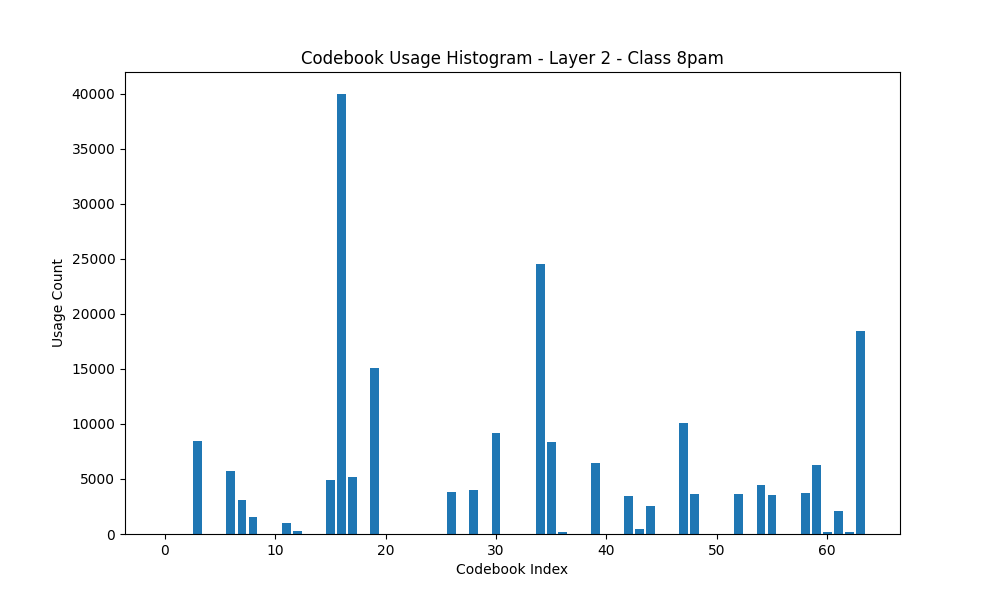 Codebook Usage Histogram - Layer 2 - Class 8pam
40000
35000
30000
25000
20000
15000
10000
5000
0
Usage Count
0 10 20 30 40 50 60
Codebook Index